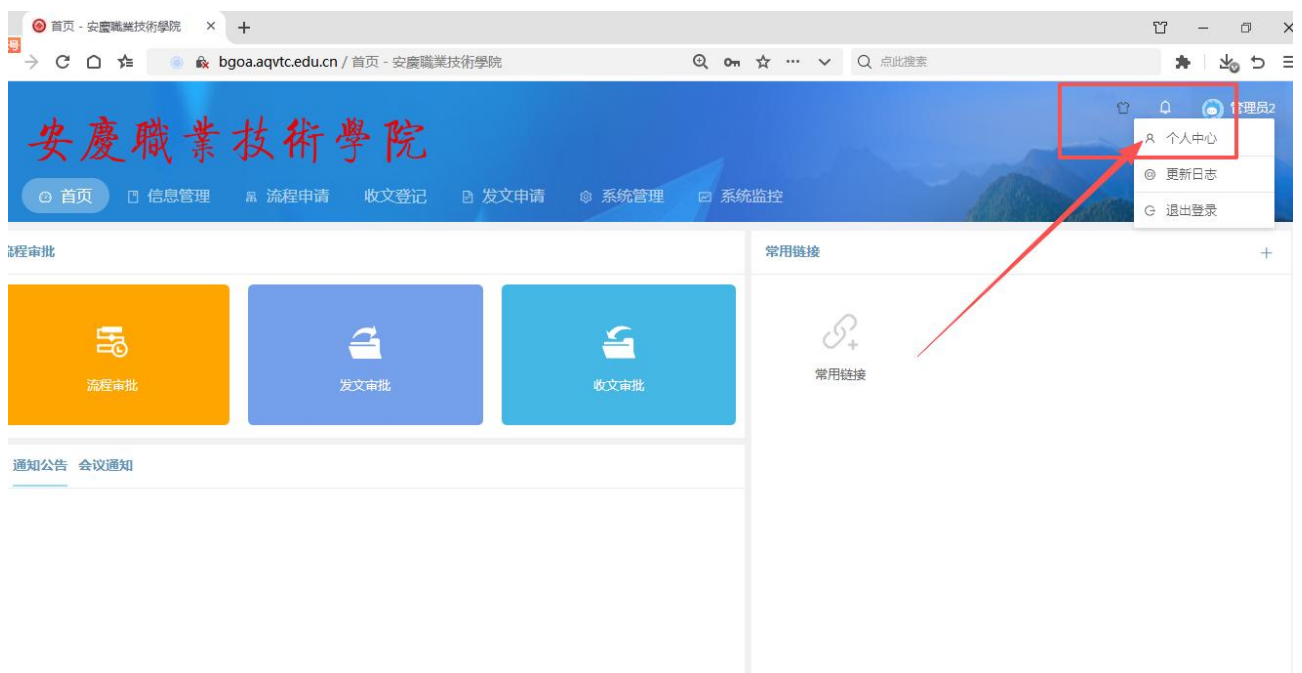 首页 - 安慶職業技術學院
号
bgoa.aqvtc.edu.cn / 首页 - 安慶職業技術學院
点此搜索
管理员2
安慶職業技術學院
个人中心
首页 信息管理 流程申请 收文登记 发文申请 系统管理 系统监控
更新日志
退出登录
流程审批
常用链接
流程审批
发文审批
收文审批
常用链接
通知公告 会议通知